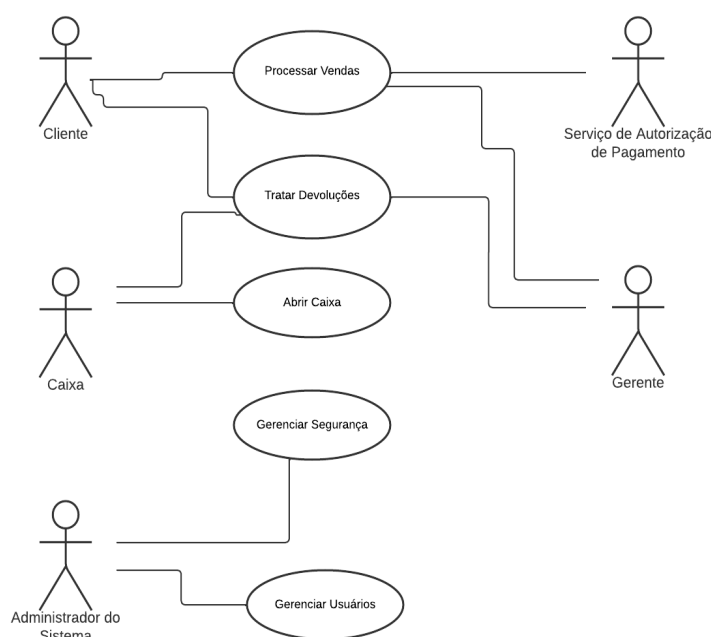 Processar Vendas
Cliente
Serviço de Autorização
de Pagamento
Tratar Devoluções
Abrir Caixa
Caixa
Gerente
Gerenciar Segurança
Gerenciar Usuários
Administrador do
Sistema